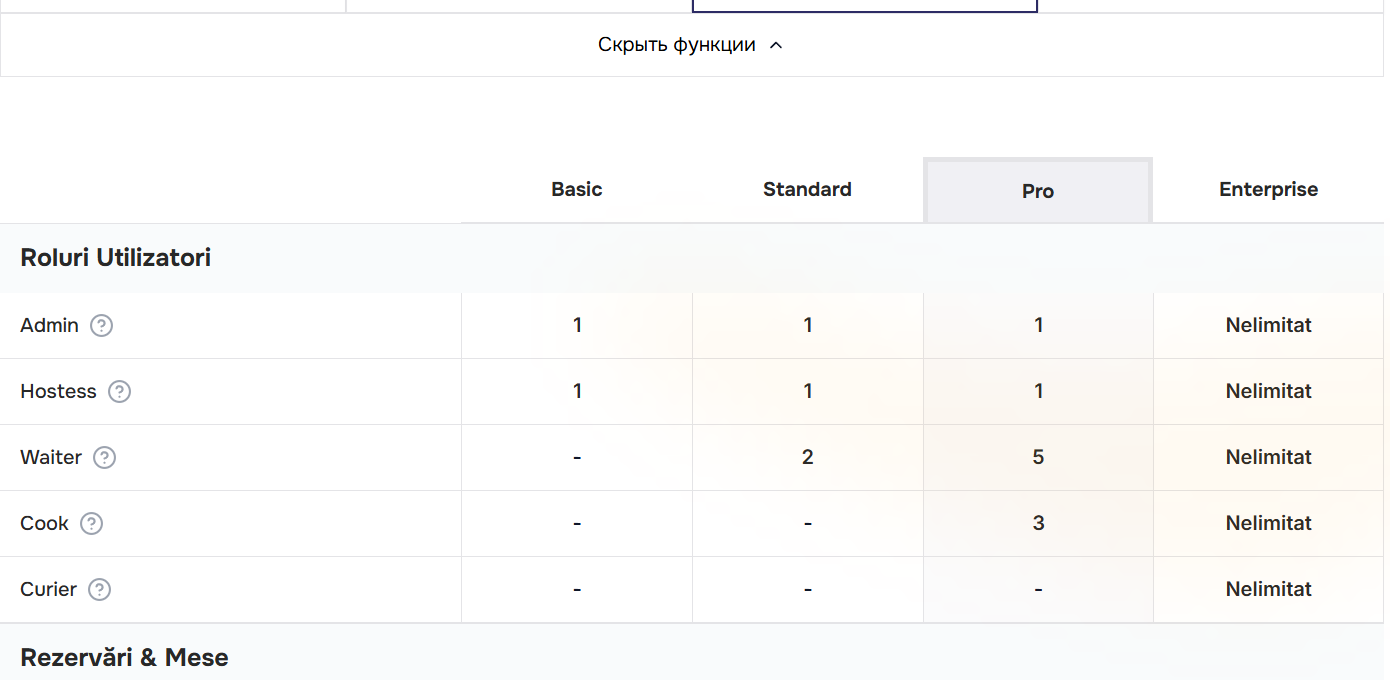 Скрыть функции
Basic Standard Pro Enterprise
Roluri Utilizatori
Admin ? 1 1 1 Nelimitat
Hostess ? 1 1 1 Nelimitat
Waiter ? - 2 5 Nelimitat
Cook ? - - 3 Nelimitat
Curier ? - - - Nelimitat
Rezervări & Mese